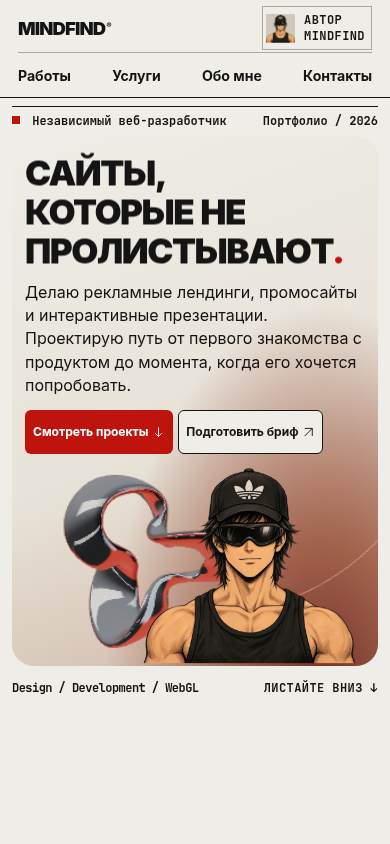 MINDFIND®
АВТОР
MINDFIND
Работы Услуги Обо мне Контакты
Независимый веб-разработчик Портфолио / 2026
САЙТЫ,
КОТОРЫЕ НЕ
ПРОЛИСТЫВАЮТ.
Делаю рекламные лендинги, промосайты
и интерактивные презентации.
Проектирую путь от первого знакомства с
продуктом до момента, когда его хочется
попробовать.
Смотреть проекты ↓ Подготовить бриф ↗
Design / Development / WebGL ЛИСТАЙТЕ ВНИЗ ↓